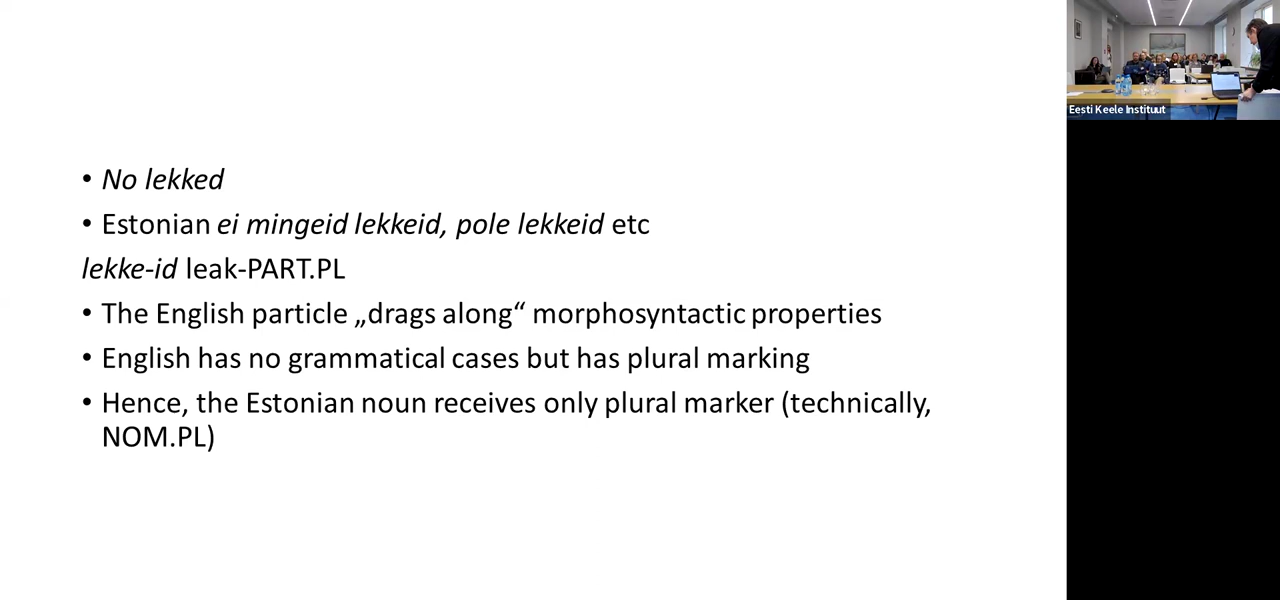 • No lekked
• Estonian ei mingeid lekkeid, pole lekkeid etc
lekke-id leak-PART.PL
• The English particle „drags along“ morphosyntactic properties
• English has no grammatical cases but has plural marking
• Hence, the Estonian noun receives only plural marker (technically,
NOM.PL)
Eesti Keele Instituut